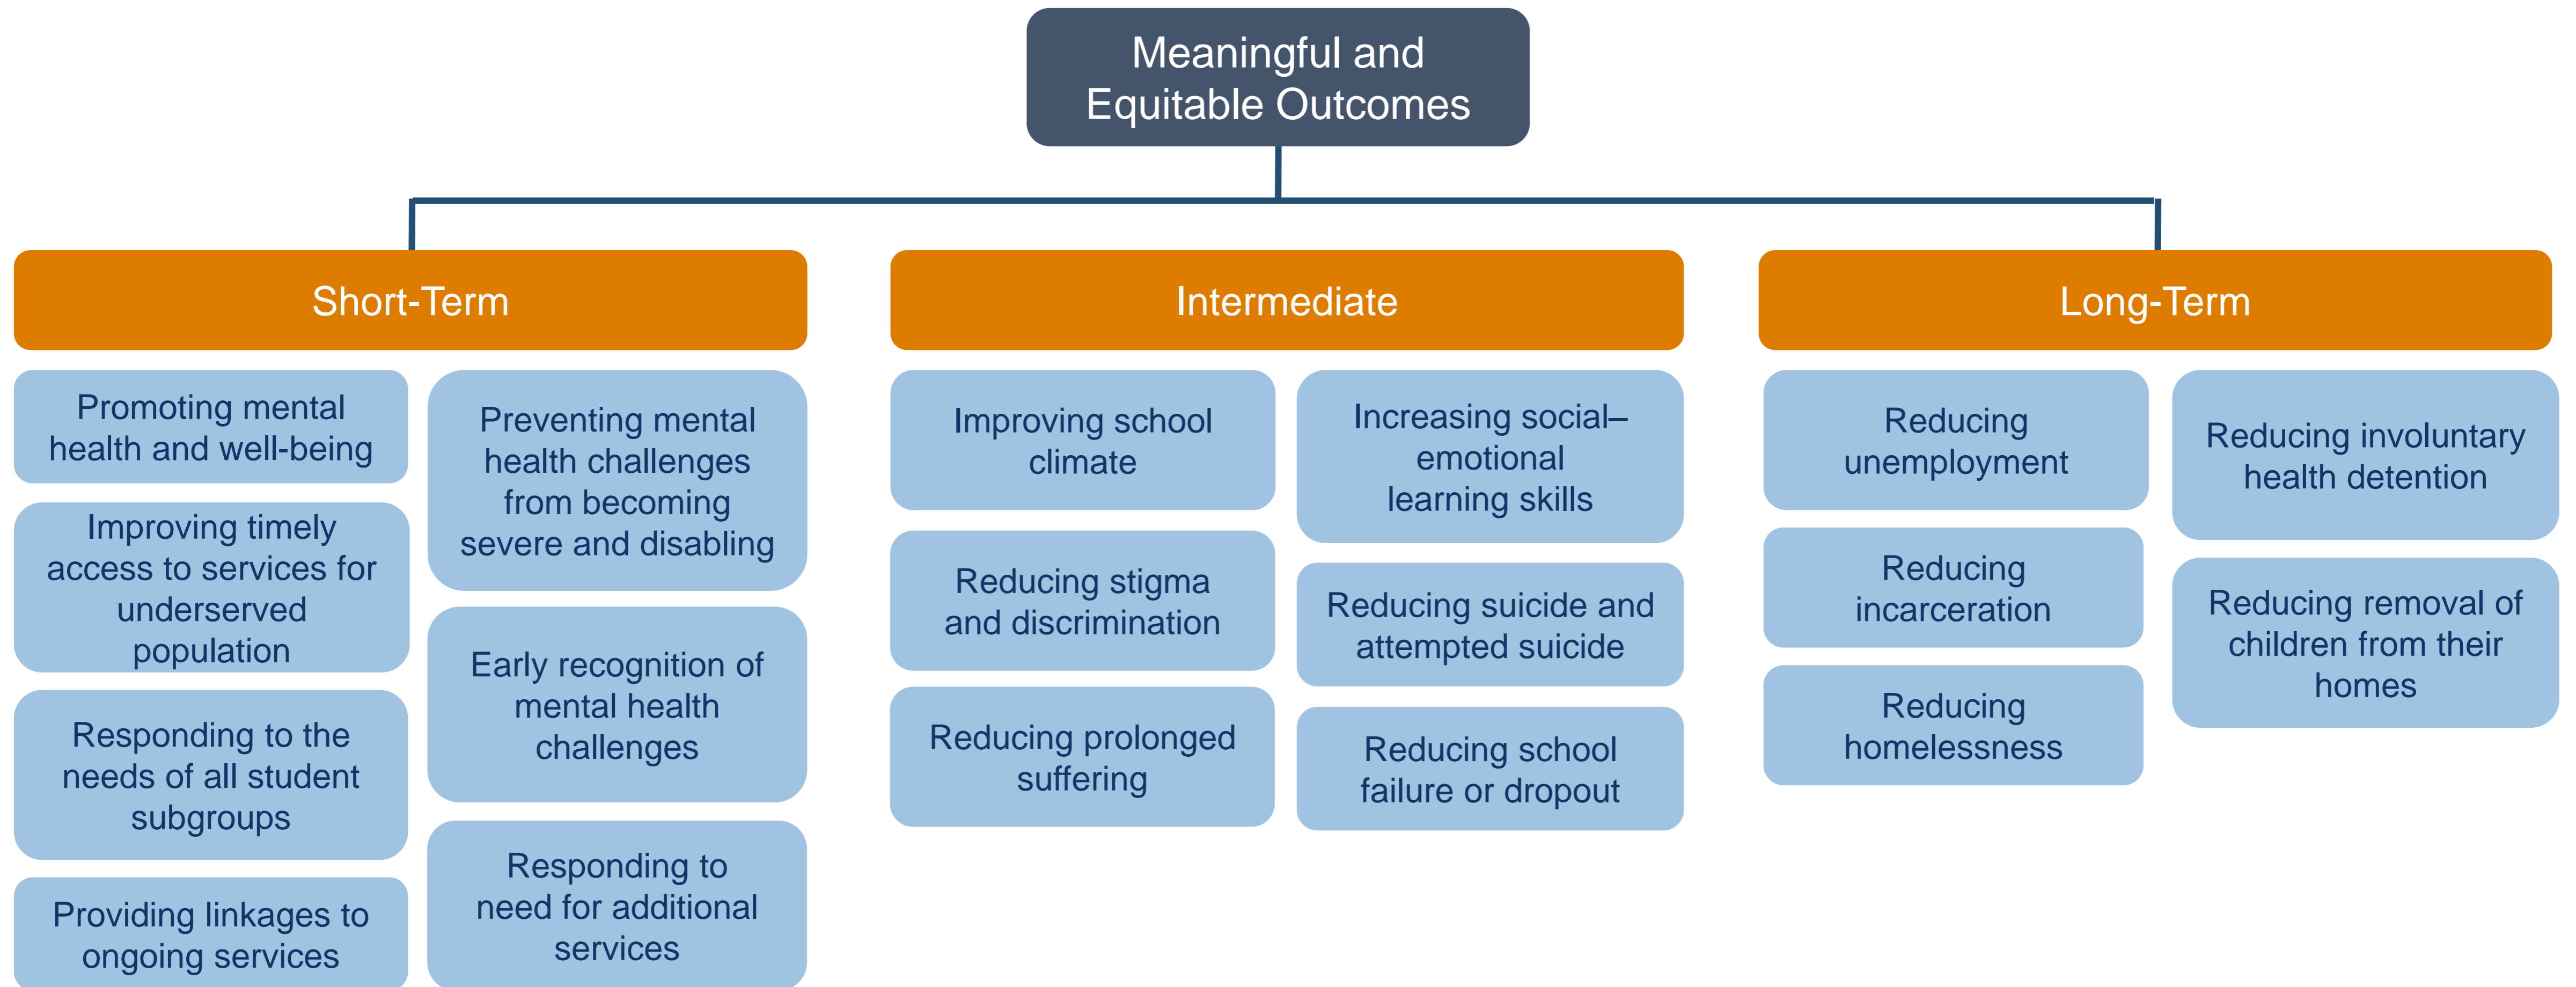 Meaningful and
Equitable Outcomes
Short-Term
Promoting mental
health and well-being
Improving timely
access to services for
underserved
population
Responding to the
needs of all student
subgroups
Providing linkages to
ongoing services
Preventing mental
health challenges
from becoming
severe and disabling
Early recognition of
mental health
challenges
Responding to
need for additional
services
Intermediate
Improving school
climate
Reducing stigma
and discrimination
Reducing prolonged
suffering
Increasing social–
emotional
learning skills
Reducing suicide and
attempted suicide
Reducing school
failure or dropout
Long-Term
Reducing
unemployment
Reducing
incarceration
Reducing
homelessness
Reducing involuntary
health detention
Reducing removal of
children from their
homes